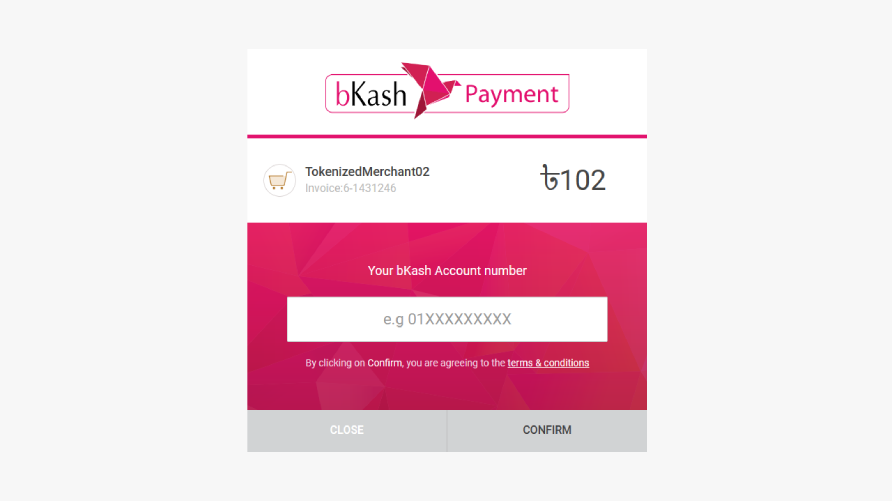 bKash Payment
TokenizedMerchant02
Invoice:6-1431246
৳102
Your bKash Account number
e.g 01XXXXXXXXX
By clicking on Confirm, you are agreeing to the terms & conditions
CLOSE
CONFIRM